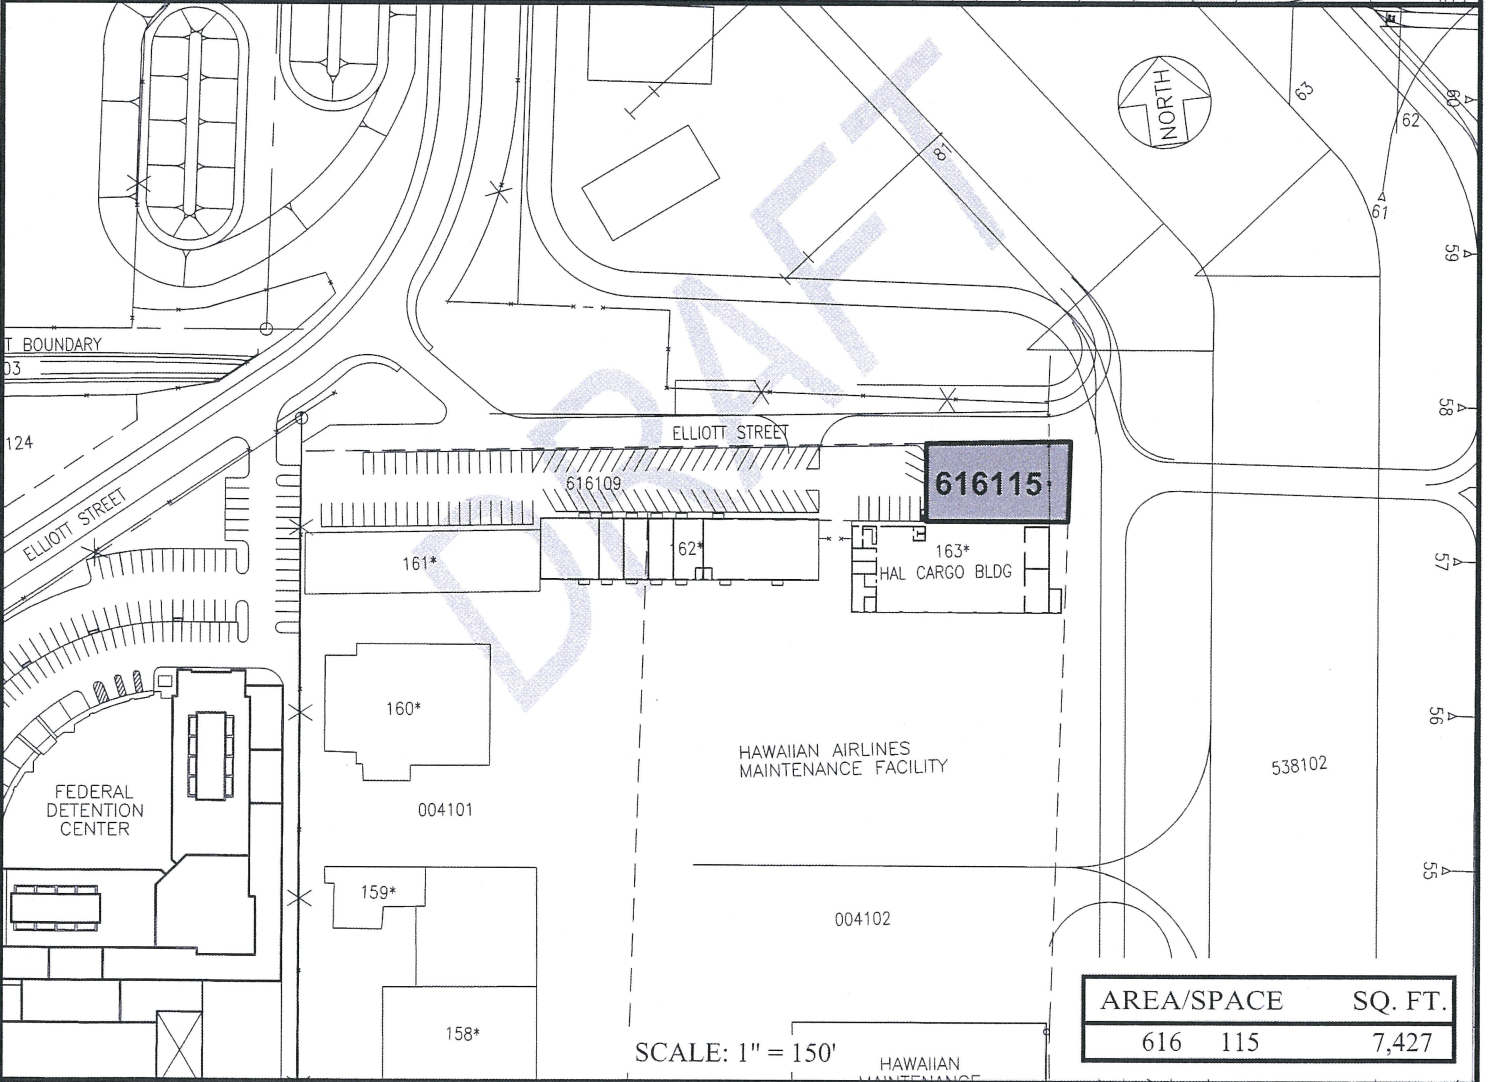 63
60
62
NORTH
81
61
59
T BOUNDARY
03
58
ELLIOTT STREET
124
616109
616115
ELLIOTT STREET
161*
62*
163*
HAL CARGO BLDG
57
160*
56
HAWAIIAN AIRLINES
MAINTENANCE FACILITY
538102
FEDERAL
DETENTION
CENTER
004101
159*
55
004102
158*
SCALE: 1" = 150'
HAWAIIAN
MAINTENANCE
AREA/SPACE SQ. FT.
616 115 7,427
DRAFT